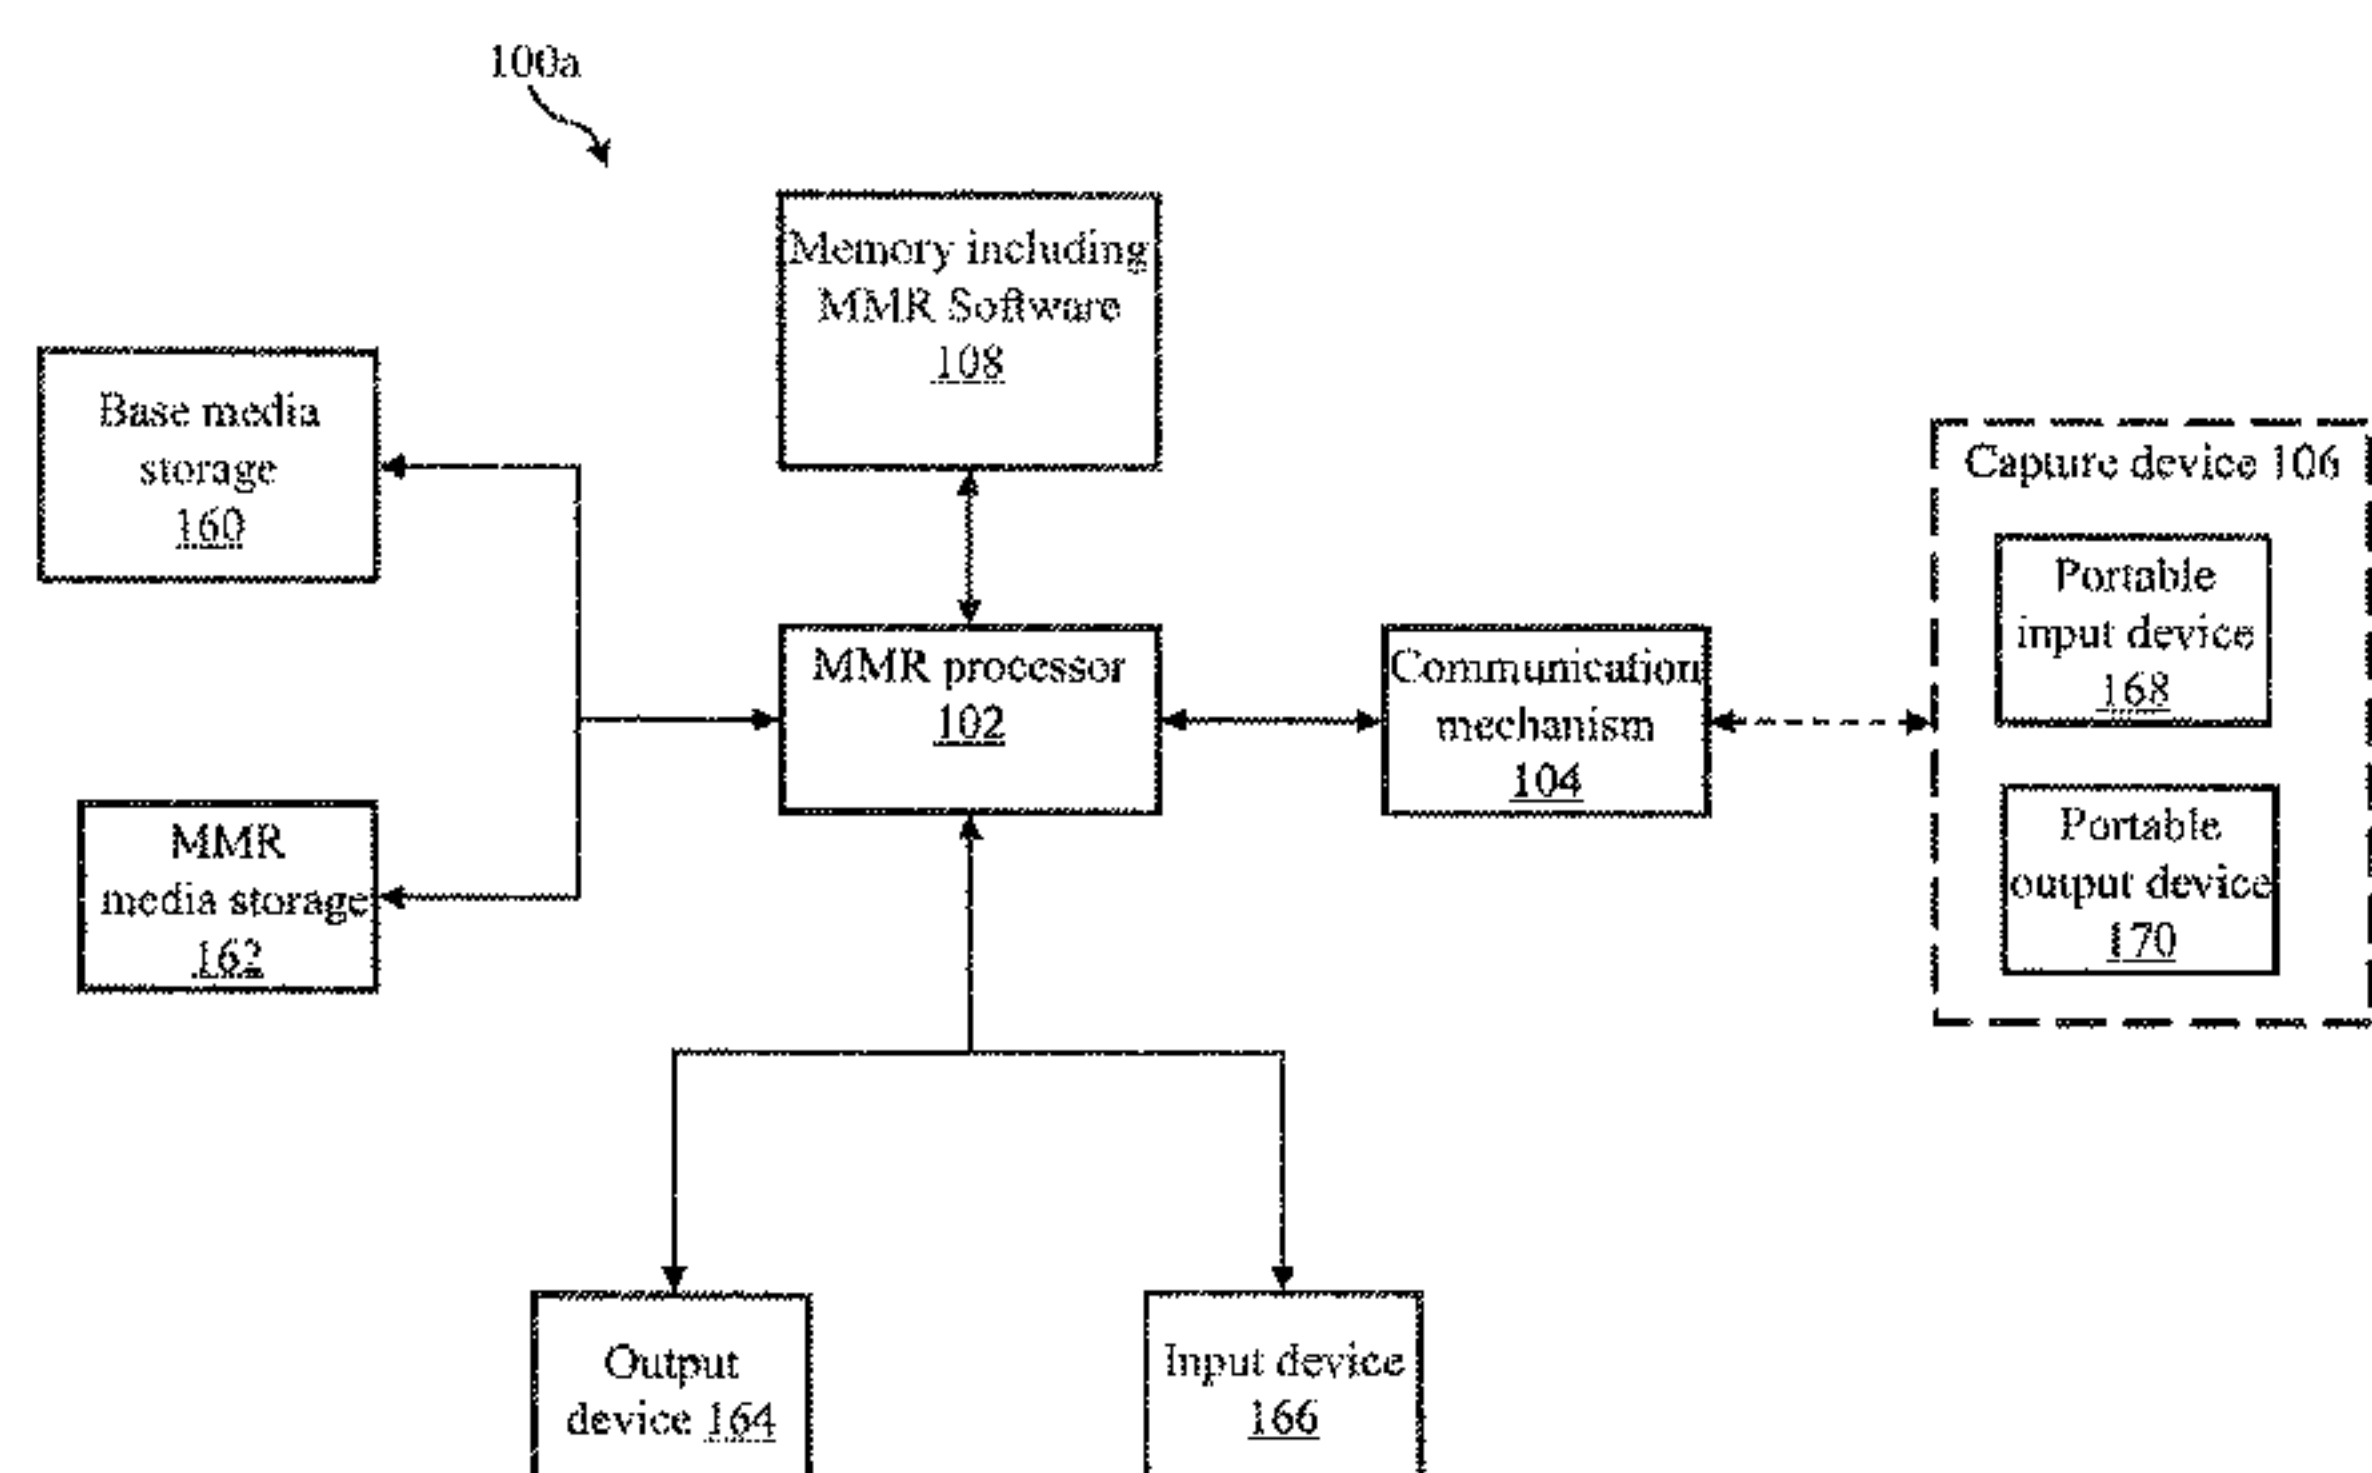 100a
Memory including
MMR Software
108
Base media
storage
160
Capture device 106
Portable
input device
168
MMR processor
102
Communication
mechanism
104
Portable
output device
170
MMR
media storage
162
Output
device 164
Input device
166